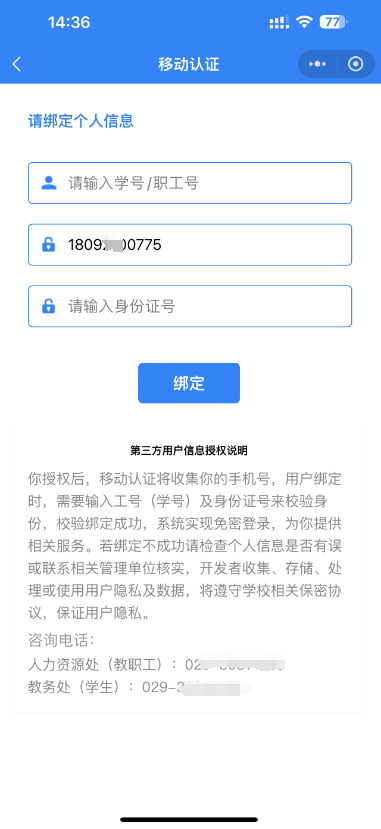 14:36
77
移动认证
请绑定个人信息
请输入学号/职工号
1809 00775
请输入身份证号
绑定
第三方用户信息授权说明
你授权后，移动认证将收集你的手机号，用户绑定
时，需要输入工号（学号）及身份证号来校验身
份，校验绑定成功，系统实现免密登录，为你提供
相关服务。若绑定不成功请检查个人信息是否有误
或联系相关管理单位核实，开发者收集、存储、处
理或使用用户隐私及数据，将遵守学校相关保密协
议，保证用户隐私。
咨询电话：
人力资源处（教职工）：02
教务处（学生）：029-